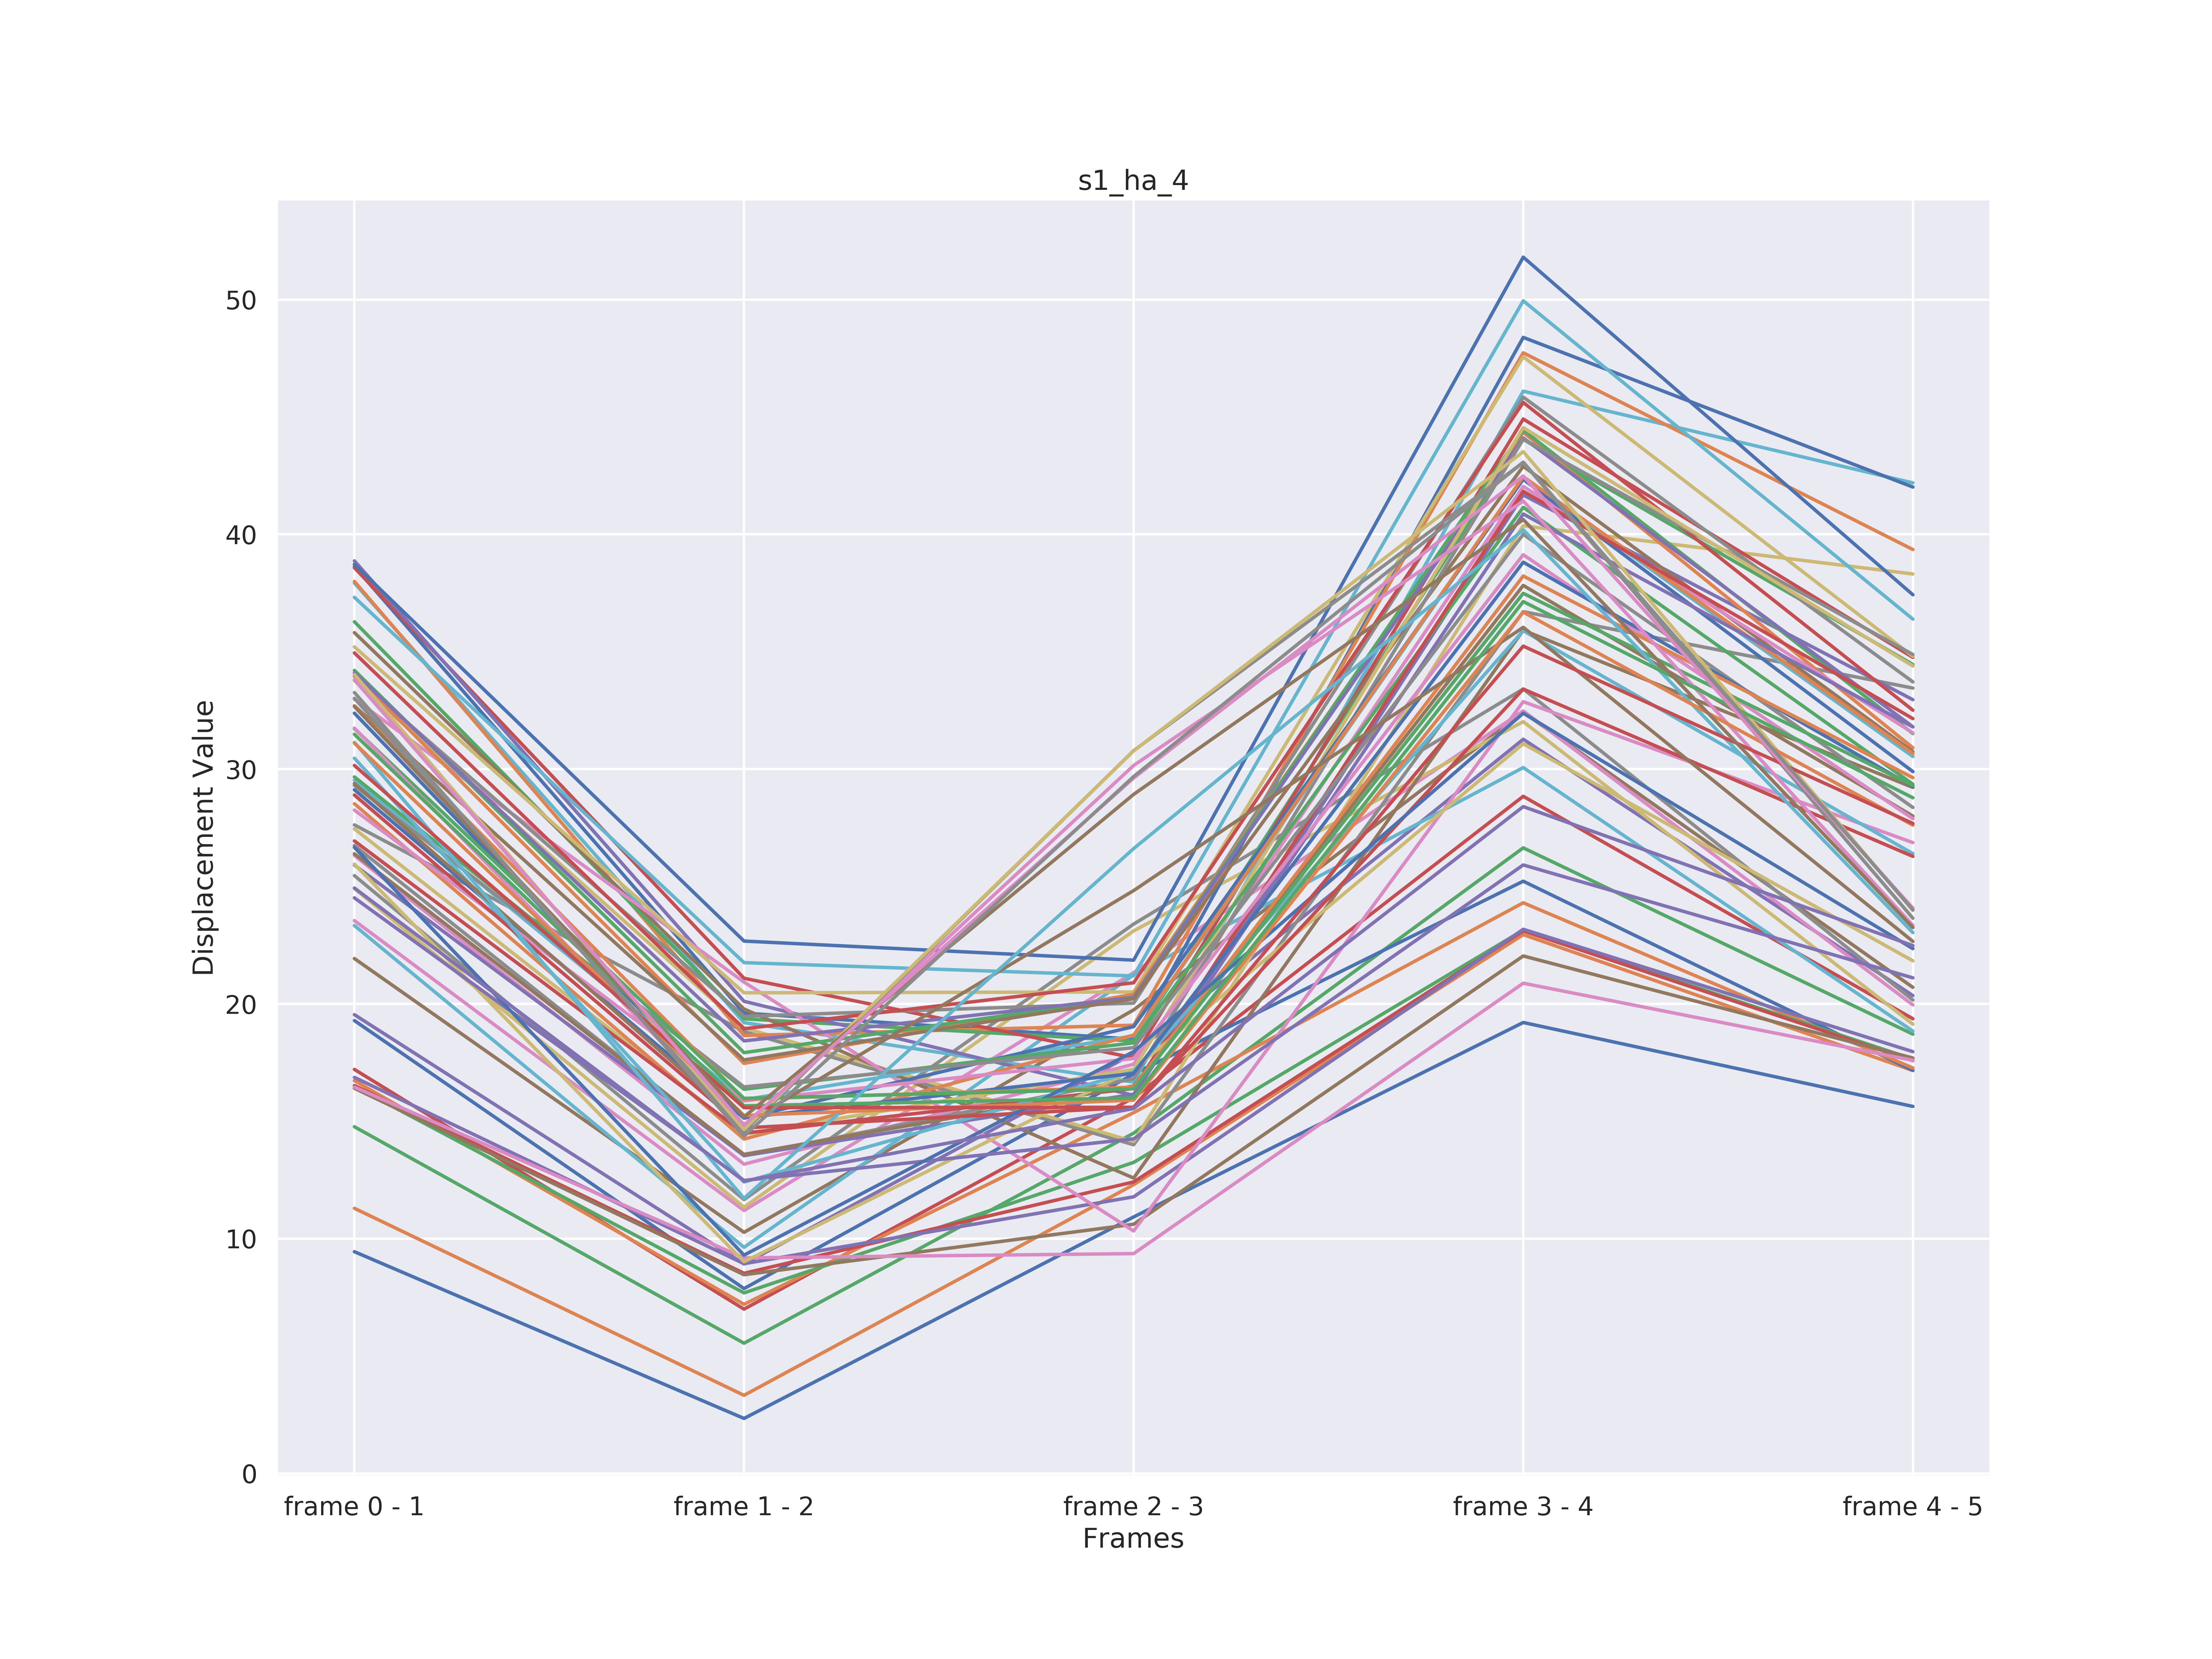 s1_ha_4
50
40
30
20
10
0
Displacement Value
frame 0 - 1
frame 1 - 2
frame 2 - 3
frame 3 - 4
frame 4 - 5
Frames